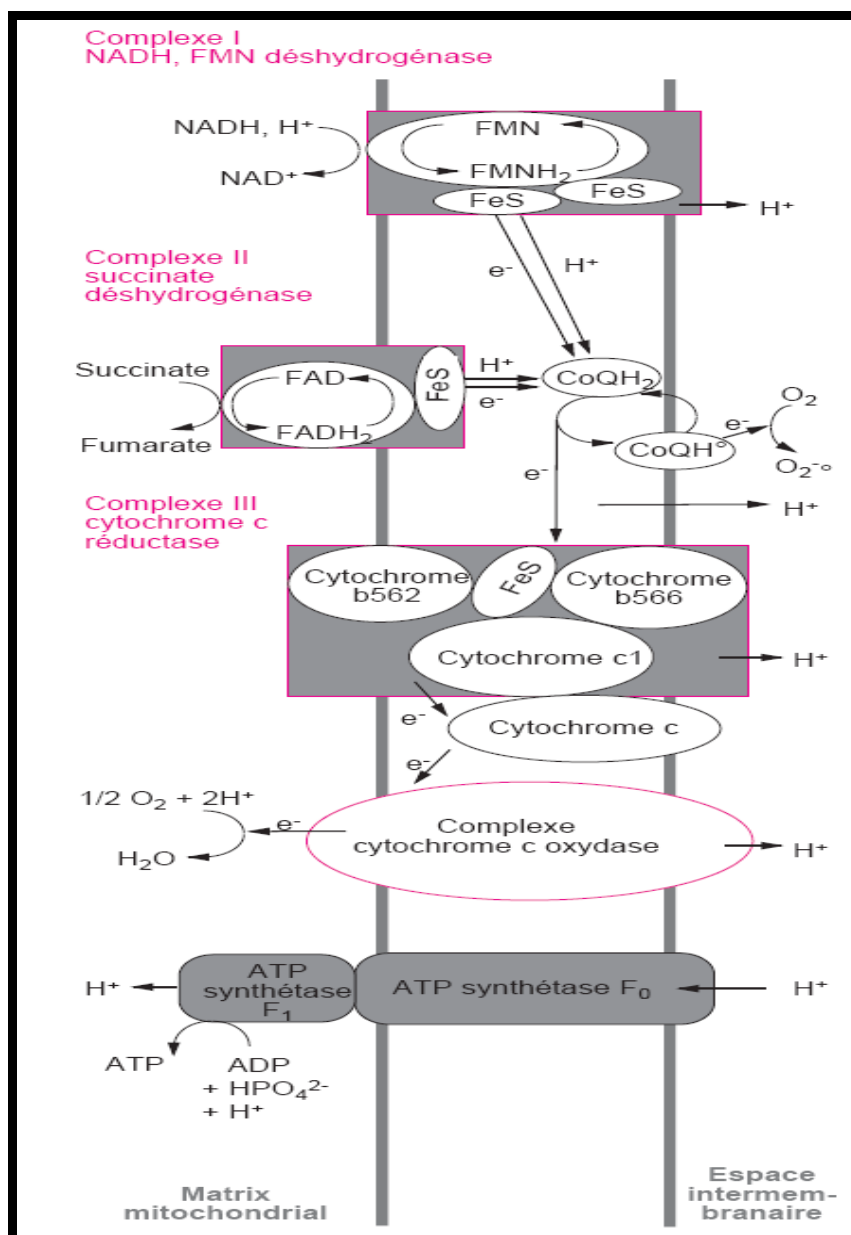 Complexe I
NADH, FMN déshydrogénase
NADH, H⁺
NAD⁺
FMN
FMNH₂
FeS
FeS
H⁺
e⁻
H⁺
Complexe II
succinate
déshydrogénase
Succinate
Fumarate
FAD
FADH₂
FeS
H⁺
e⁻
CoQH₂
CoQH°
e⁻
O₂
O₂⁻°
e⁻
H⁺
Complexe III
cytochrome c
réductase
Cytochrome
b562
FeS
Cytochrome
b566
Cytochrome c1
H⁺
e⁻
Cytochrome c
e⁻
1/2 O₂ + 2H⁺
e⁻
H₂O
Complexe
cytochrome c oxydase
H⁺
H⁺
ATP
synthétase
F₁
ATP synthétase F₀
H⁺
ATP
ADP
+ HPO₄²⁻
+ H⁺
Matrix
mitochondrial
Espace
intermem-
branaire